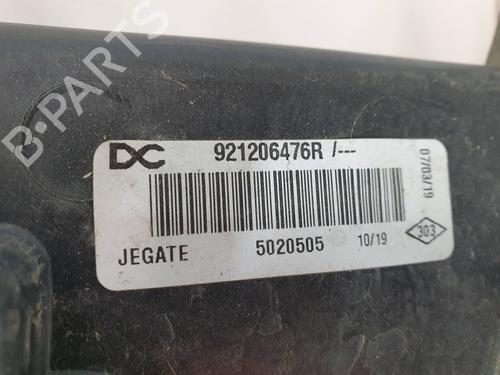 DC 921206476R /---
07/03/19
JEGATE 5020505 10/19
303
B-PARTS